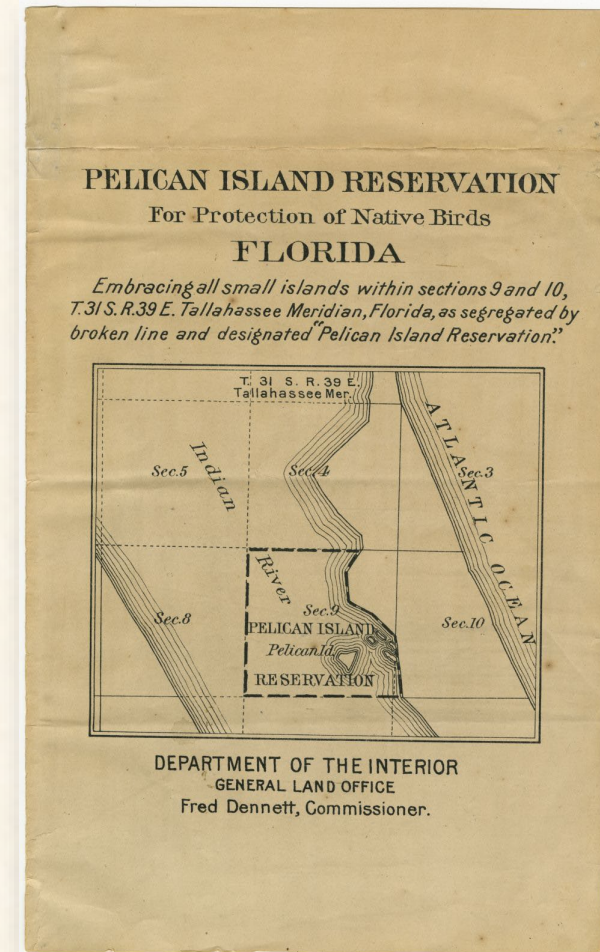 PELICAN ISLAND RESERVATION
For Protection of Native Birds
FLORIDA
Embracing all small islands within sections 9 and 10,
T.31 S. R.39 E. Tallahassee Meridian, Florida, as segregated by
broken line and designated "Pelican Island Reservation."
T. 31 S. R. 39 E.
Tallahassee Mer.
ATLANTIC OCEAN
Indian
Sec.5
Sec.4
Sec.3
River
Sec.9
Sec.8
PELICAN ISLAND
Sec.10
Pelican Id.
RESERVATION
DEPARTMENT OF THE INTERIOR
GENERAL LAND OFFICE
Fred Dennett, Commissioner.